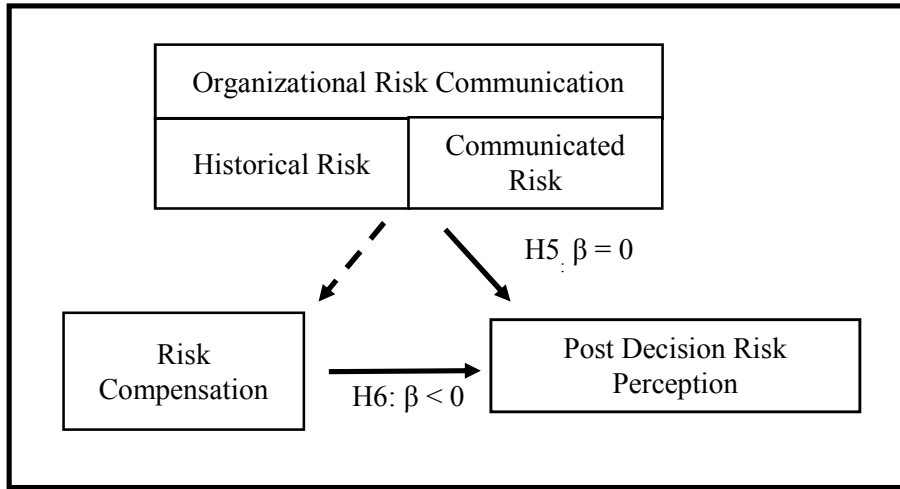 Organizational Risk Communication
Historical Risk
Communicated
Risk
H5: β = 0
Risk
Compensation
H6: β < 0
Post Decision Risk
Perception